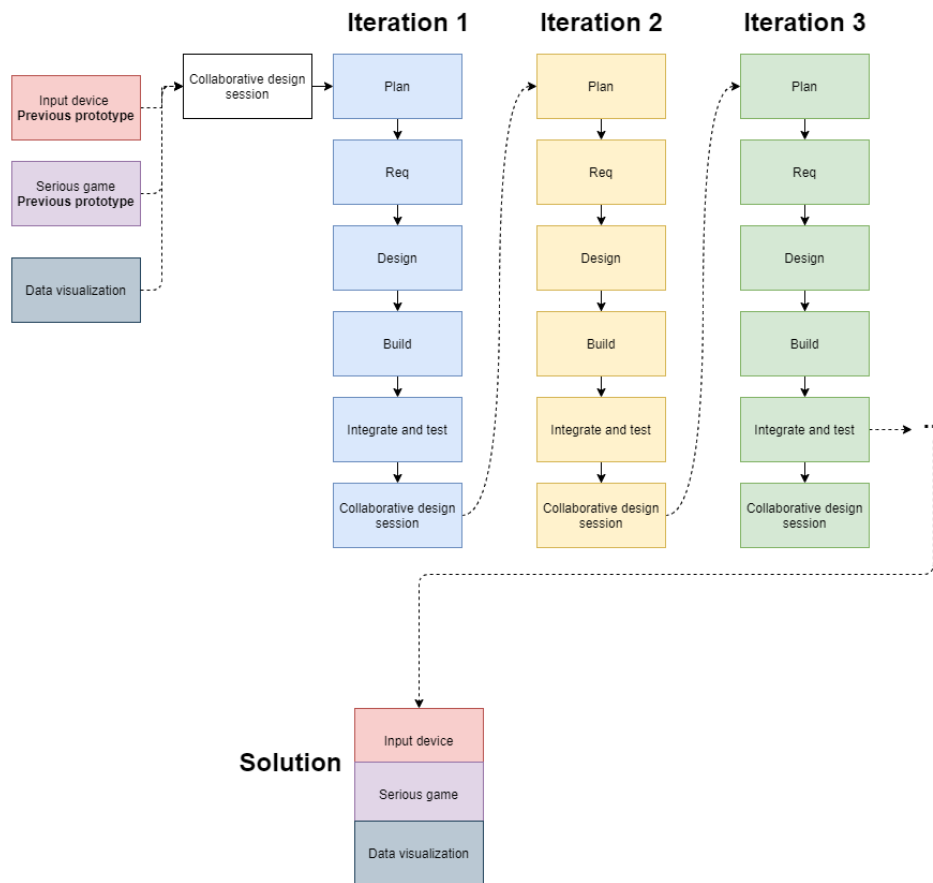 Iteration 1
Iteration 2
Iteration 3
Input device
Previous prototype
Serious game
Previous prototype
Data visualization
Collaborative design
session
Plan
Req
Design
Build
Integrate and test
Collaborative design
session
Plan
Req
Design
Build
Integrate and test
Collaborative design
session
Plan
Req
Design
Build
Integrate and test
Collaborative design
session
..
Solution
Input device
Serious game
Data visualization